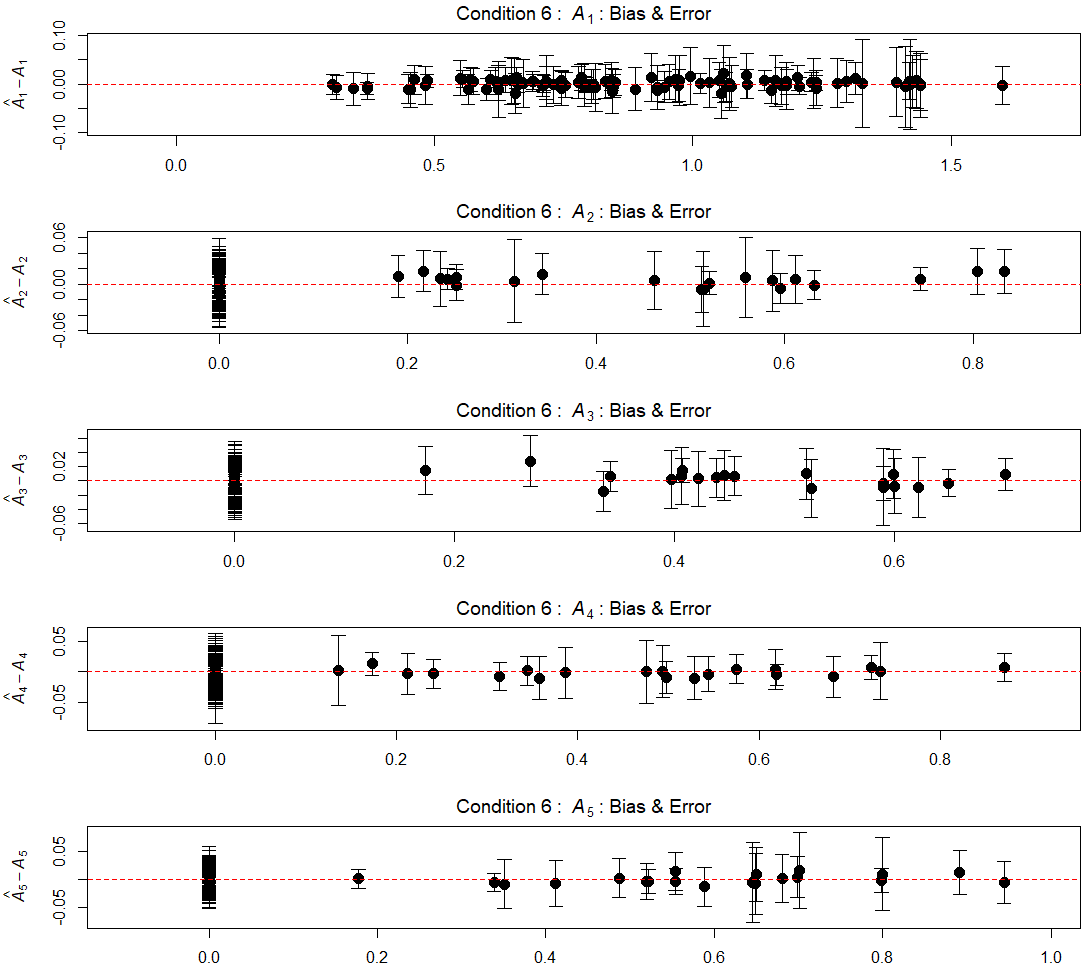 Condition 6 : A₁ : Bias & Error
Â₁ − A₁
0.10
0.00
-0.10
0.0 0.5 1.0 1.5
Condition 6 : A₂ : Bias & Error
Â₂ − A₂
0.06
0.00
-0.06
0.0 0.2 0.4 0.6 0.8
Condition 6 : A₃ : Bias & Error
Â₃ − A₃
0.02
-0.06
0.0 0.2 0.4 0.6
Condition 6 : A₄ : Bias & Error
Â₄ − A₄
0.05
-0.05
0.0 0.2 0.4 0.6 0.8
Condition 6 : A₅ : Bias & Error
Â₅ − A₅
0.05
-0.05
0.0 0.2 0.4 0.6 0.8 1.0